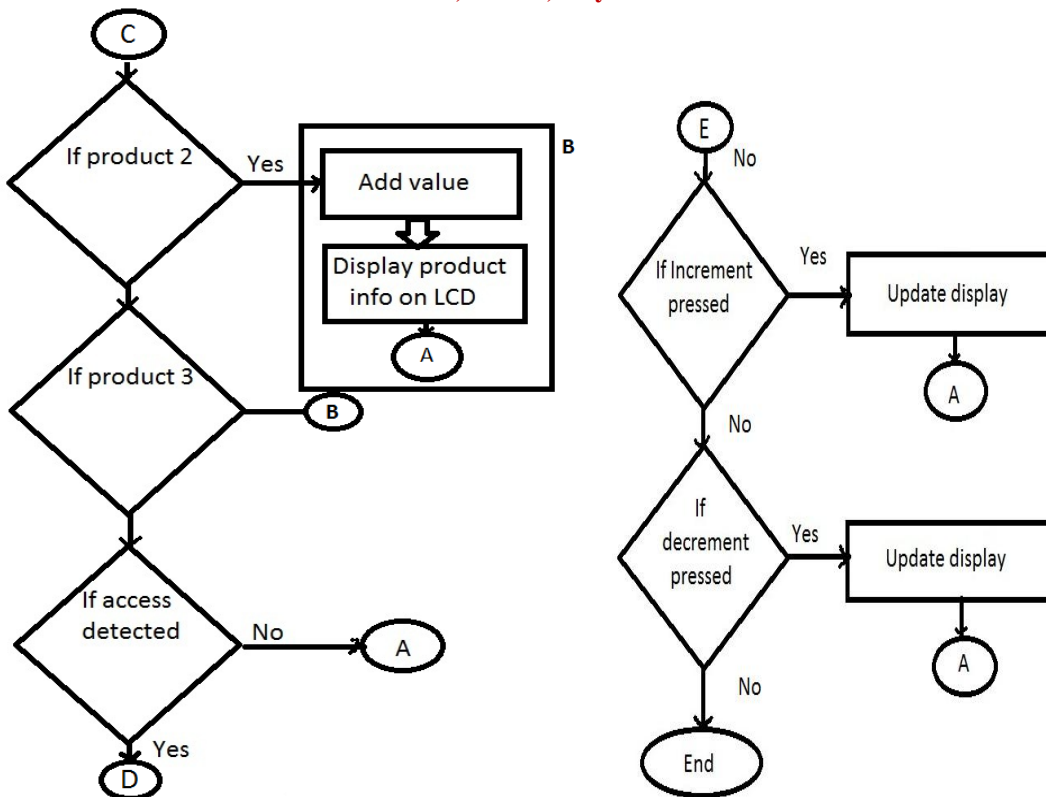 C
If product 2
Yes
B
Add value
Display product
info on LCD
A
If product 3
B
If access
detected
No
A
Yes
D
E
No
If Increment
pressed
Yes
Update display
A
No
If
decrement
pressed
Yes
Update display
A
No
End